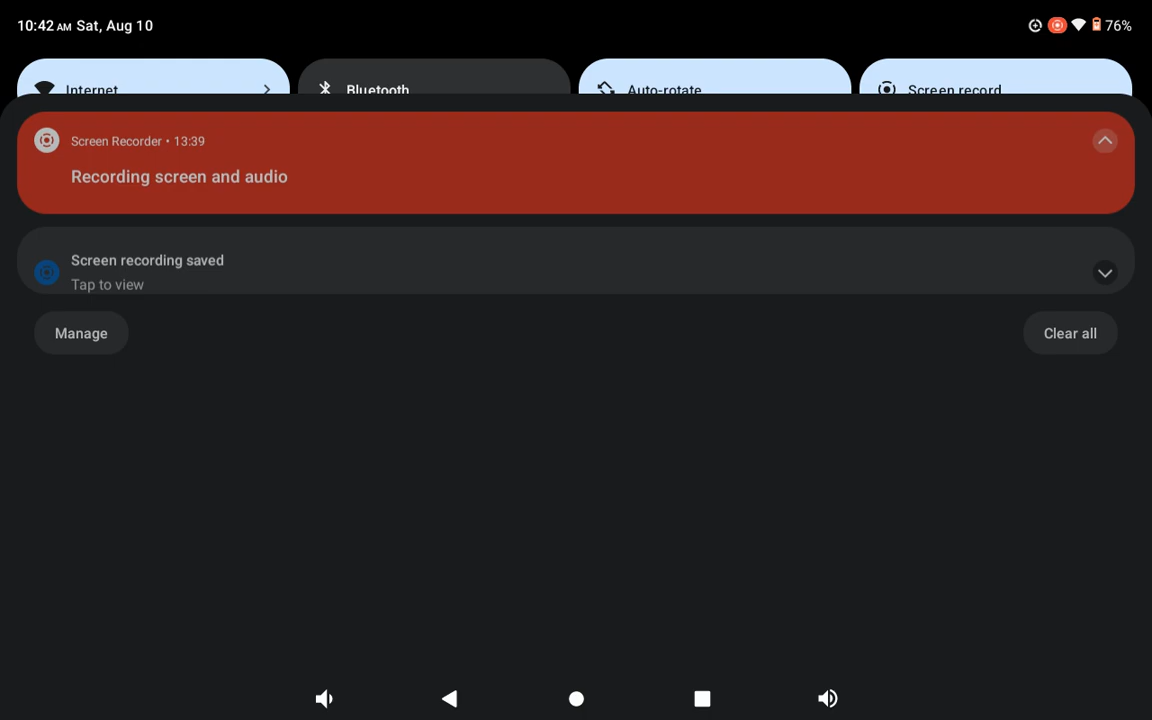 10:42 AM Sat, Aug 10
76%
Internet
Bluetooth
Auto-rotate
Screen record
Screen Recorder • 13:39
Recording screen and audio
Screen recording saved
Tap to view
Manage
Clear all